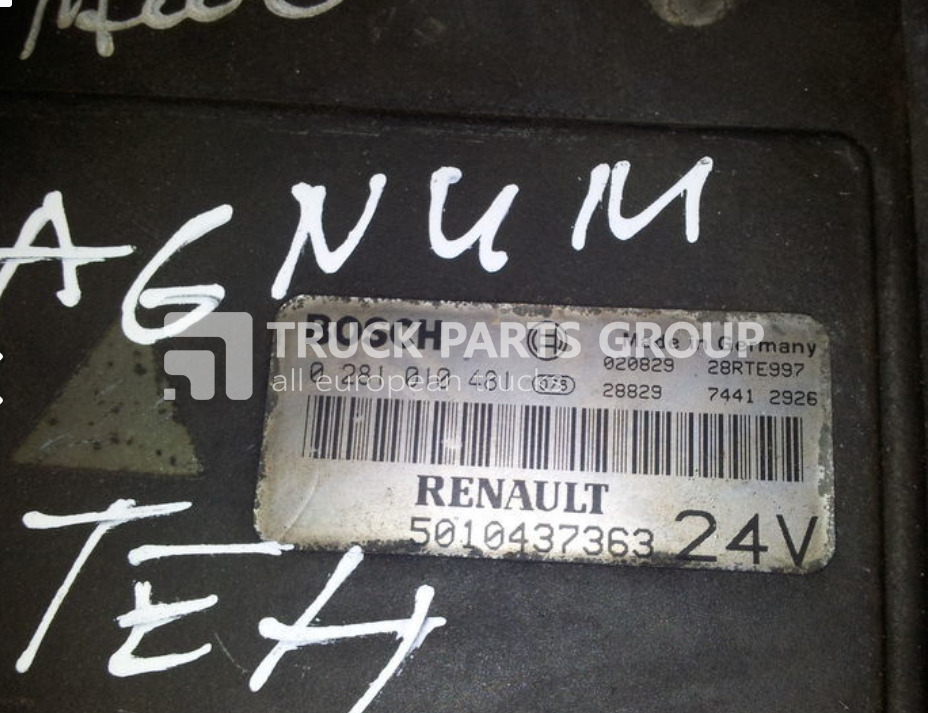 AGNUM
BOSCH Made in Germany
TRUCK PARTS GROUP
all european trucks
0 281 010 481 026 020829 28RTE997
28829 7441 2926
RENAULT
5010437363 24V